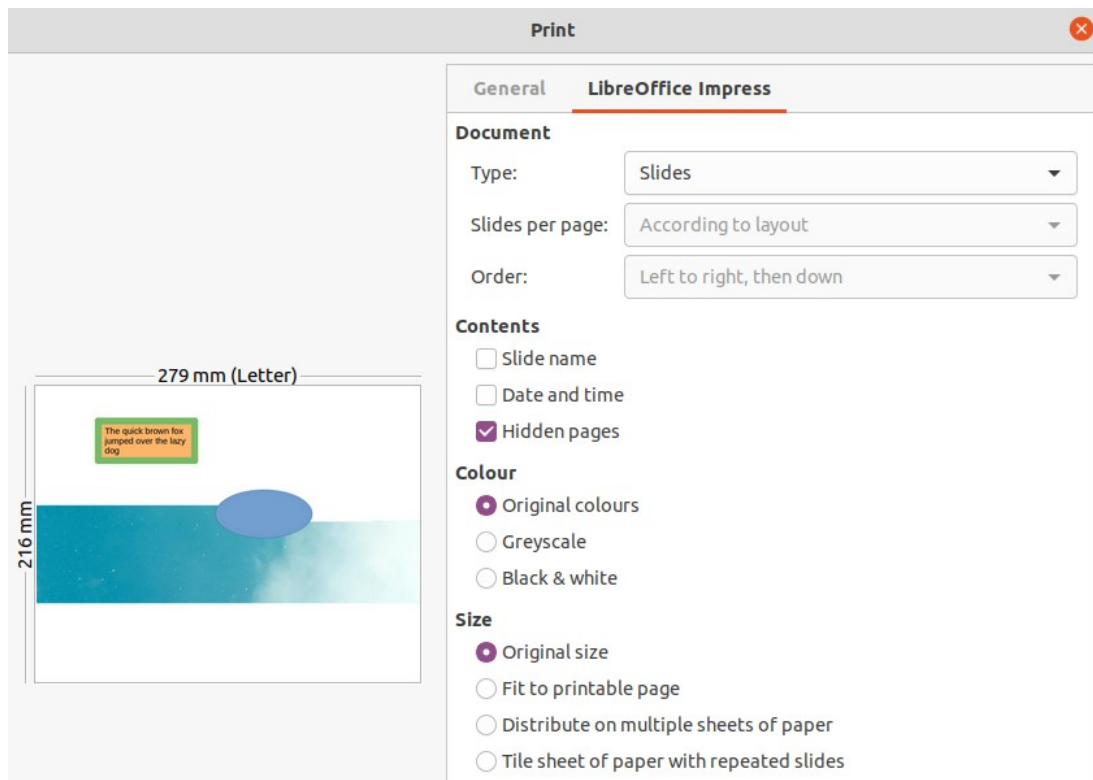 Print
General
LibreOffice Impress
Document
Type:
Slides
Slides per page:
According to layout
Order:
Left to right, then down
Contents
Slide name
Date and time
Hidden pages
Colour
Original colours
Greyscale
Black & white
Size
Original size
Fit to printable page
Distribute on multiple sheets of paper
Tile sheet of paper with repeated slides
279 mm (Letter)
216 mm
The quick brown fox
jumped over the lazy
dog